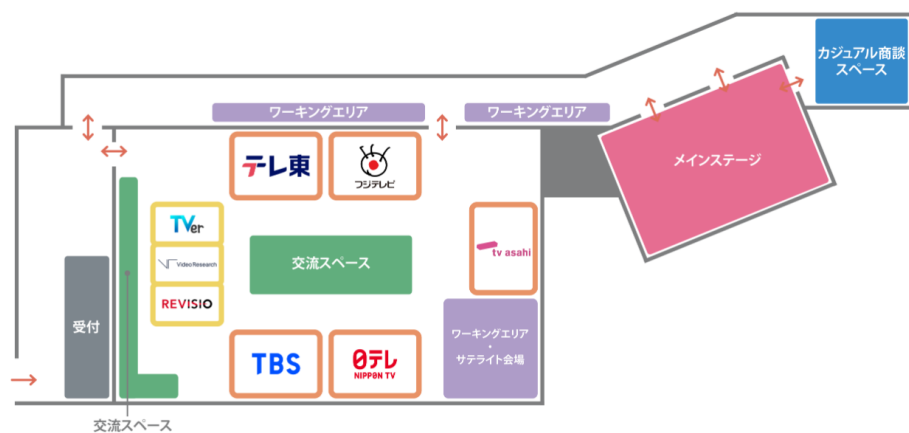 カジュアル商談
スペース
ワーキングエリア
ワーキングエリア
メインステージ
テレ東
フジテレビ
TVer
Video Research
REVISIO
交流スペース
tv asahi
受付
ワーキングエリア
・
サテライト会場
TBS
日テレ
NIPPON TV
交流スペース